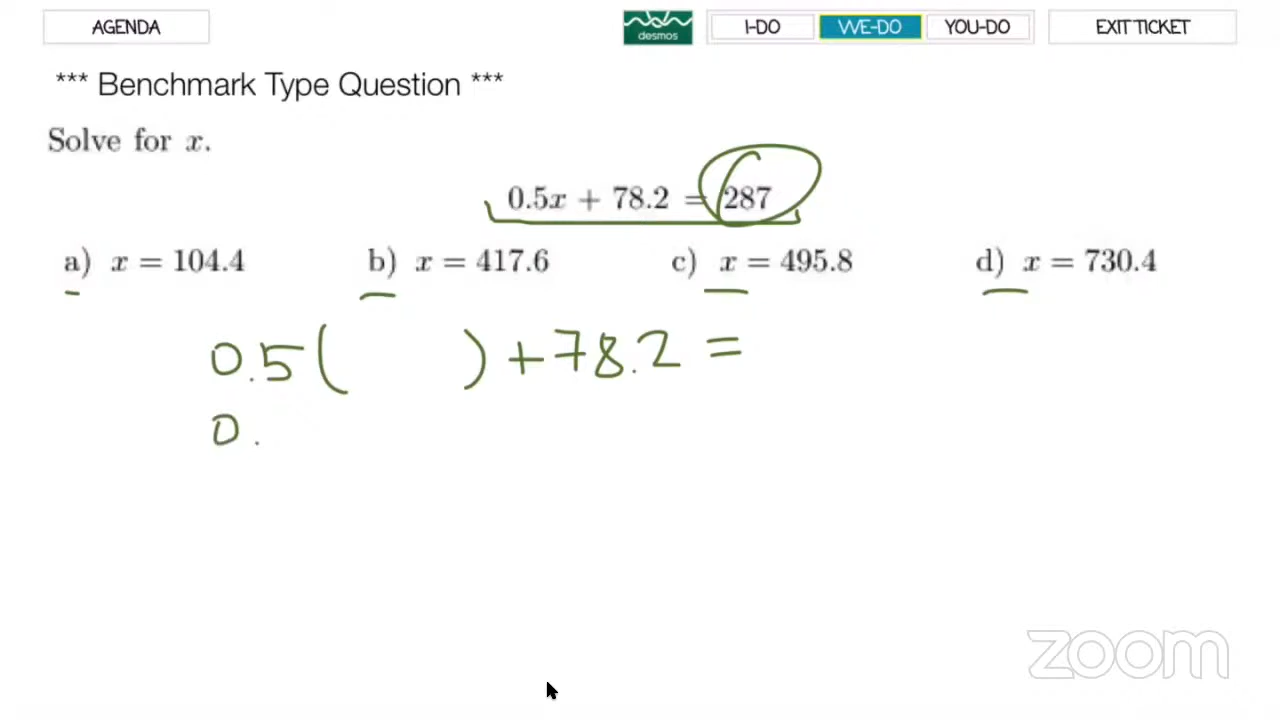 AGENDA
desmos
I-DO
WE-DO
YOU-DO
EXIT TICKET
*** Benchmark Type Question ***
Solve for x.
0.5x + 78.2 = 287
a) x = 104.4
b) x = 417.6
c) x = 495.8
d) x = 730.4
0.5( ) + 78.2 =
0.
zoom